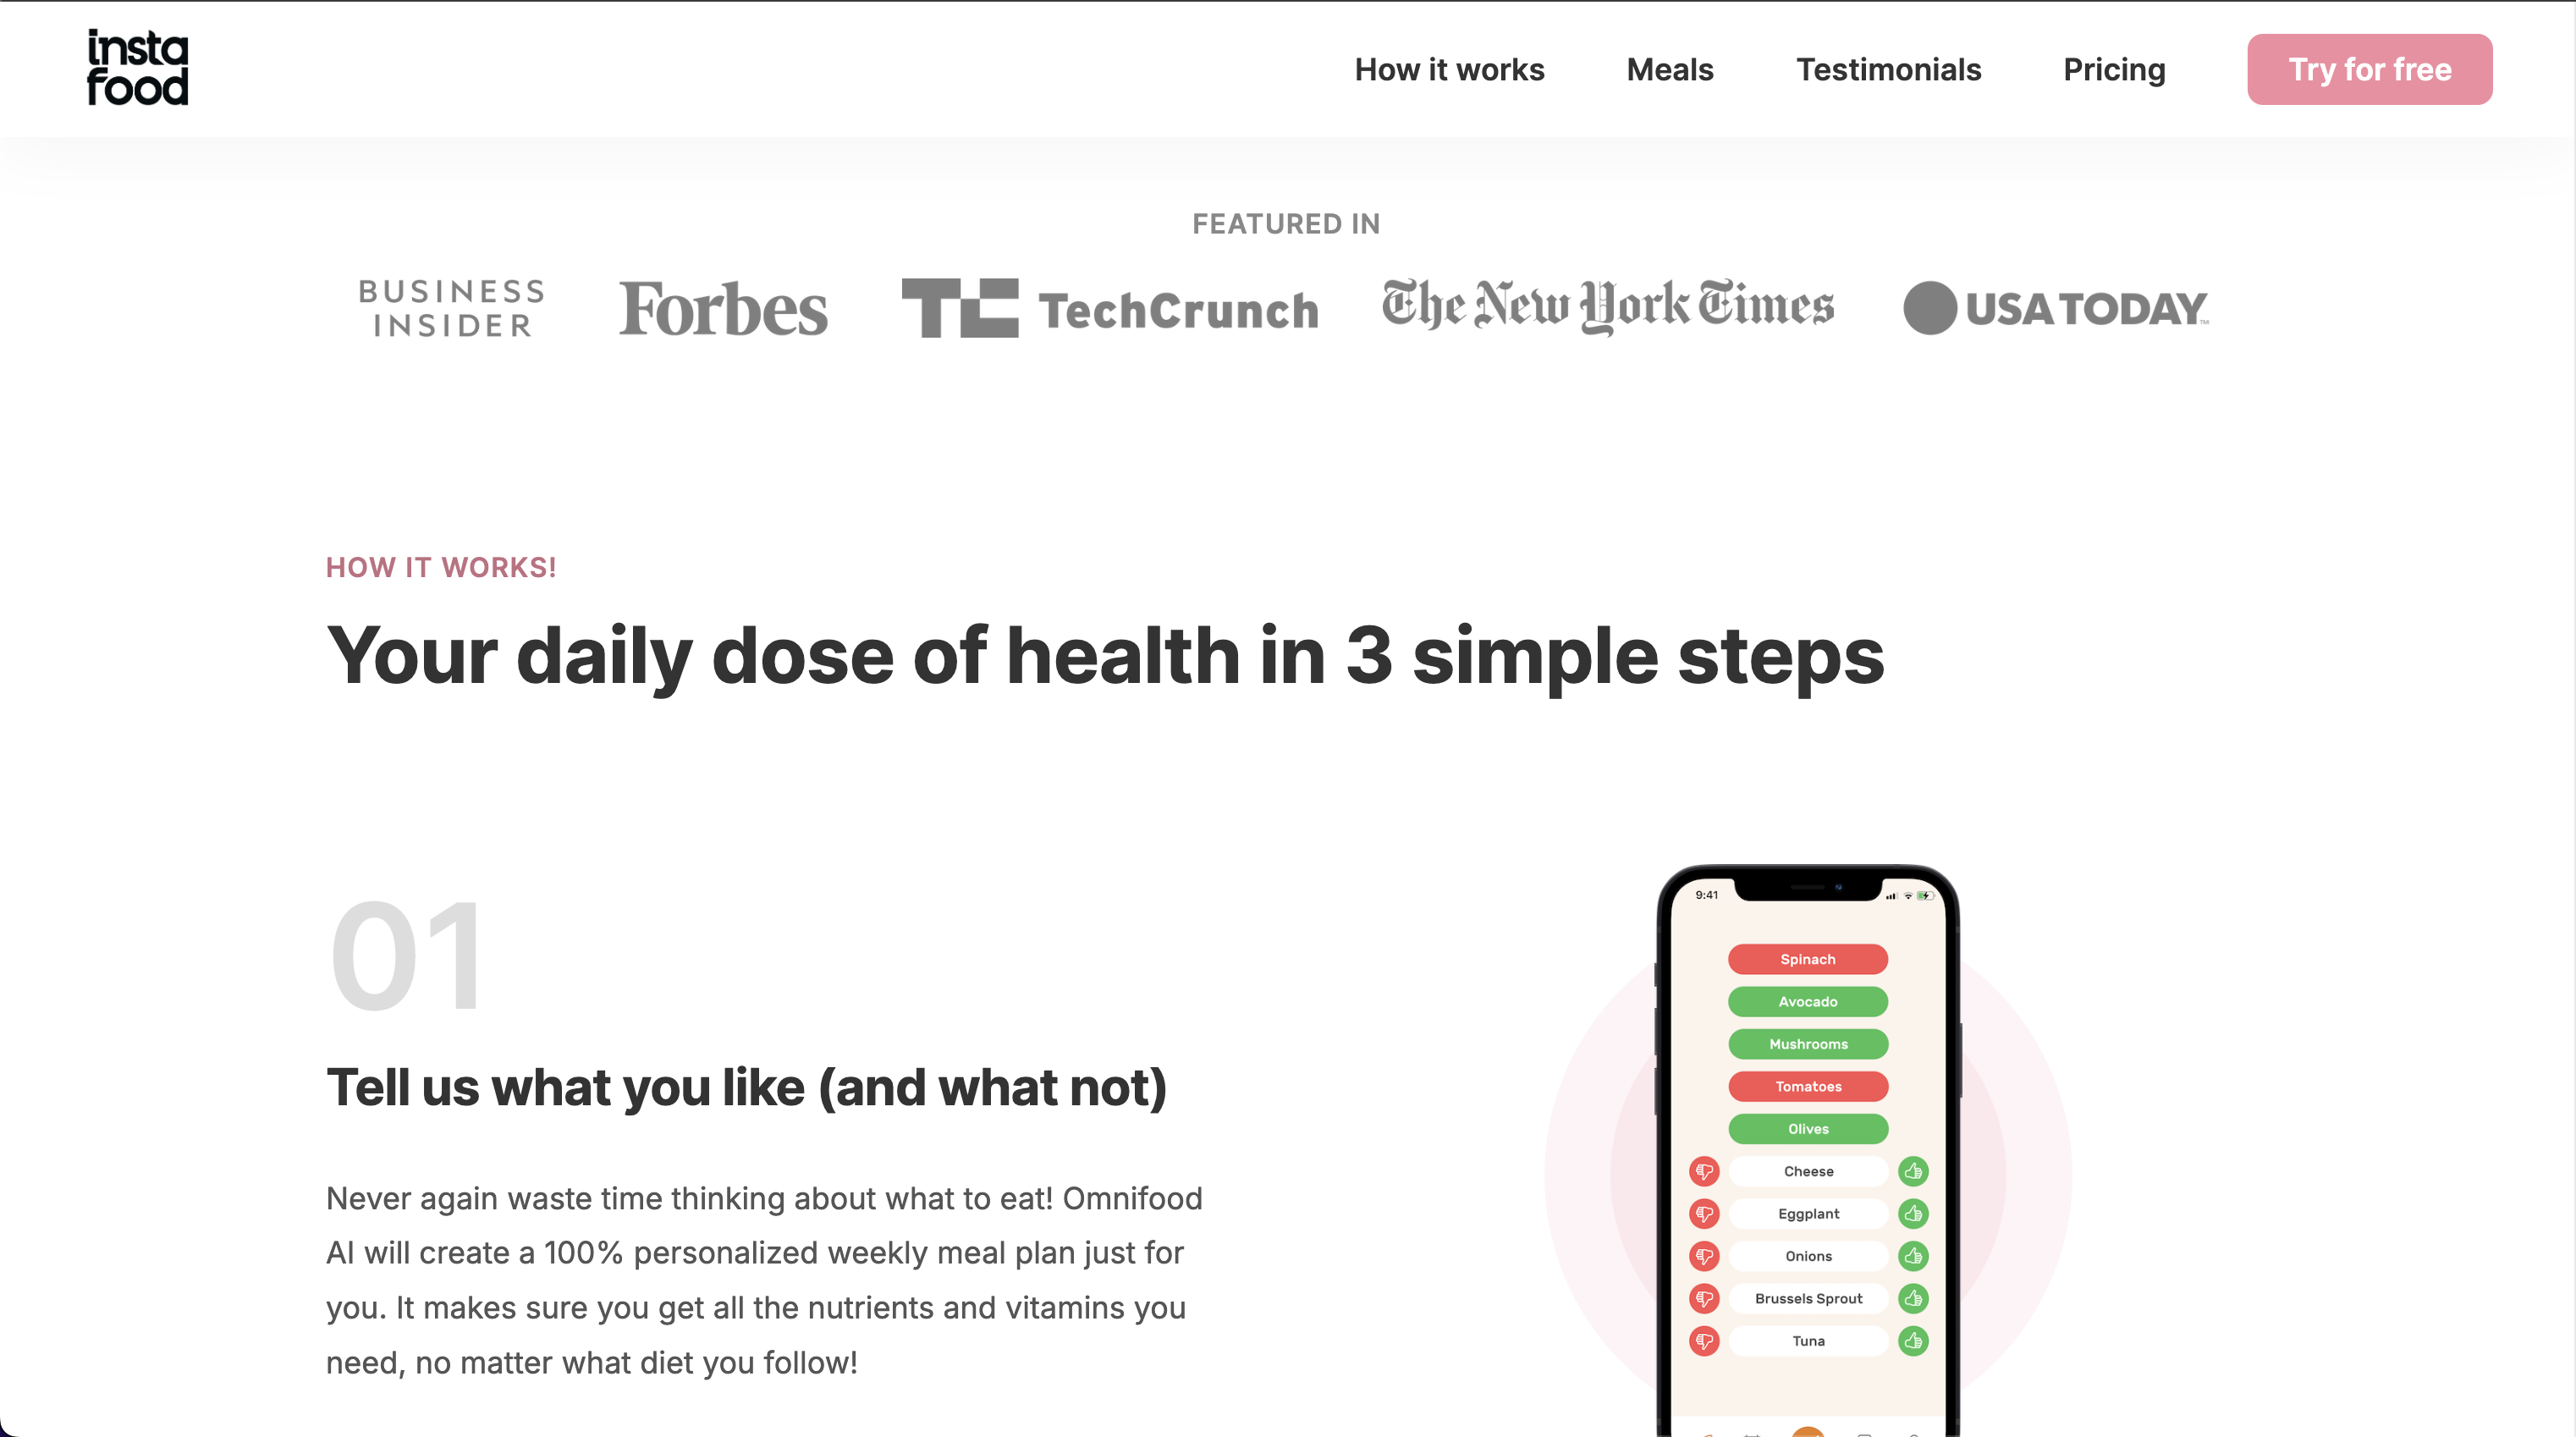 insta
food
How it works Meals Testimonials Pricing Try for free
FEATURED IN
BUSINESS
INSIDER
Forbes
TC TechCrunch
The New York Times
USA TODAY™
HOW IT WORKS!
Your daily dose of health in 3 simple steps
01
Tell us what you like (and what not)
Never again waste time thinking about what to eat! Omnifood
AI will create a 100% personalized weekly meal plan just for
you. It makes sure you get all the nutrients and vitamins you
need, no matter what diet you follow!
9:41
Spinach
Avocado
Mushrooms
Tomatoes
Olives
Cheese
Eggplant
Onions
Brussels Sprout
Tuna